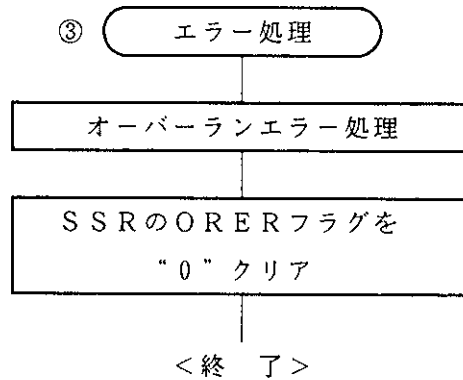 ③ エラー処理
オーバーランエラー処理
SSRのORERフラグを
“0”クリア
<終 了>